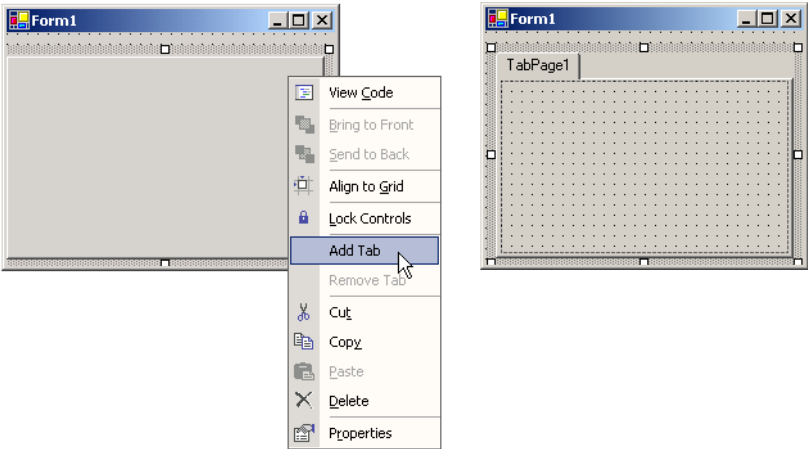 Form1
View Code
Bring to Front
Send to Back
Align to Grid
Lock Controls
Add Tab
Remove Tab
Cut
Copy
Paste
Delete
Properties
Form1
TabPage1